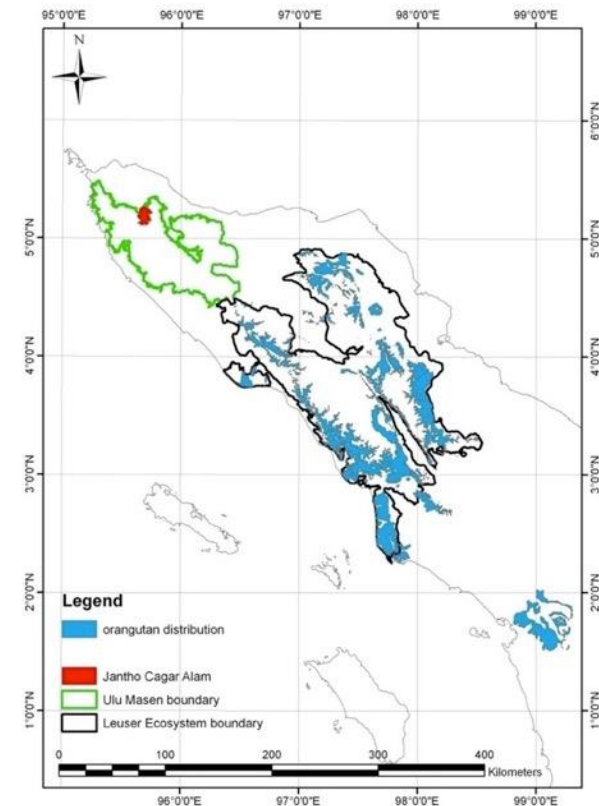 95°0'0"E 96°0'0"E 97°0'0"E 98°0'0"E 99°0'0"E
N
6°0'0"N
5°0'0"N 5°0'0"N
4°0'0"N 4°0'0"N
3°0'0"N 3°0'0"N
2°0'0"N 2°0'0"N
1°0'0"N 1°0'0"N
Legend
orangutan distribution
Jantho Cagar Alam
Ulu Masen boundary
Leuser Ecosystem boundary
0 100 200 300 400
Kilometers
96°0'0"E 97°0'0"E 98°0'0"E 99°0'0"E